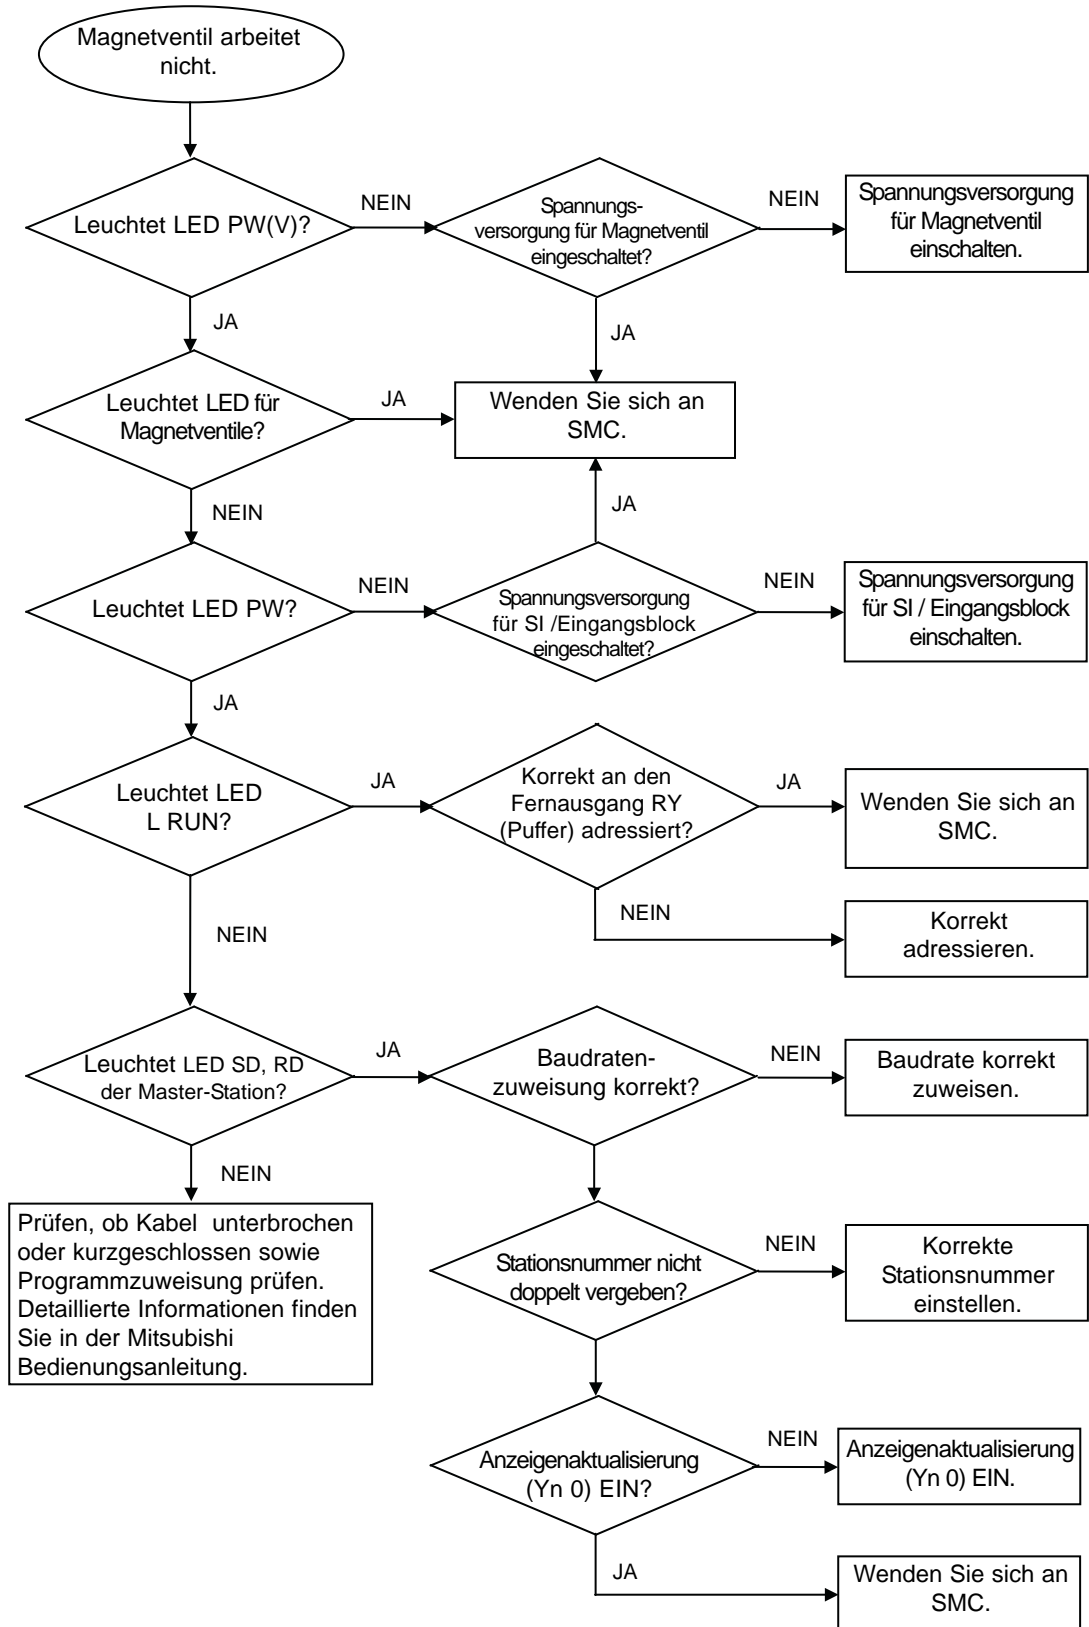 Magnetventil arbeitet
nicht.
Leuchtet LED PW(V)?
NEIN
Spannungs-
versorgung für Magnetventil
eingeschaltet?
NEIN
Spannungsversorgung
für Magnetventil
einschalten.
JA
JA
Leuchtet LED für
Magnetventile?
JA
Wenden Sie sich an
SMC.
NEIN
JA
Leuchtet LED PW?
NEIN
Spannungsversorgung
für SI /Eingangsblock
eingeschaltet?
NEIN
Spannungsversorgung
für SI / Eingangsblock
einschalten.
JA
Leuchtet LED
L RUN?
JA
Korrekt an den
Fernausgang RY
(Puffer) adressiert?
JA
Wenden Sie sich an
SMC.
NEIN
NEIN
Korrekt
adressieren.
Leuchtet LED SD, RD
der Master-Station?
JA
Baudraten-
zuweisung korrekt?
NEIN
Baudrate korrekt
zuweisen.
NEIN
Prüfen, ob Kabel  unterbrochen
oder kurzgeschlossen sowie
Programmzuweisung prüfen.
Detaillierte Informationen finden
Sie in der Mitsubishi
Bedienungsanleitung.
Stationsnummer nicht
doppelt vergeben?
NEIN
Korrekte
Stationsnummer
einstellen.
Anzeigenaktualisierung
(Yn 0) EIN?
NEIN
Anzeigenaktualisierung
(Yn 0) EIN.
JA
Wenden Sie sich an
SMC.